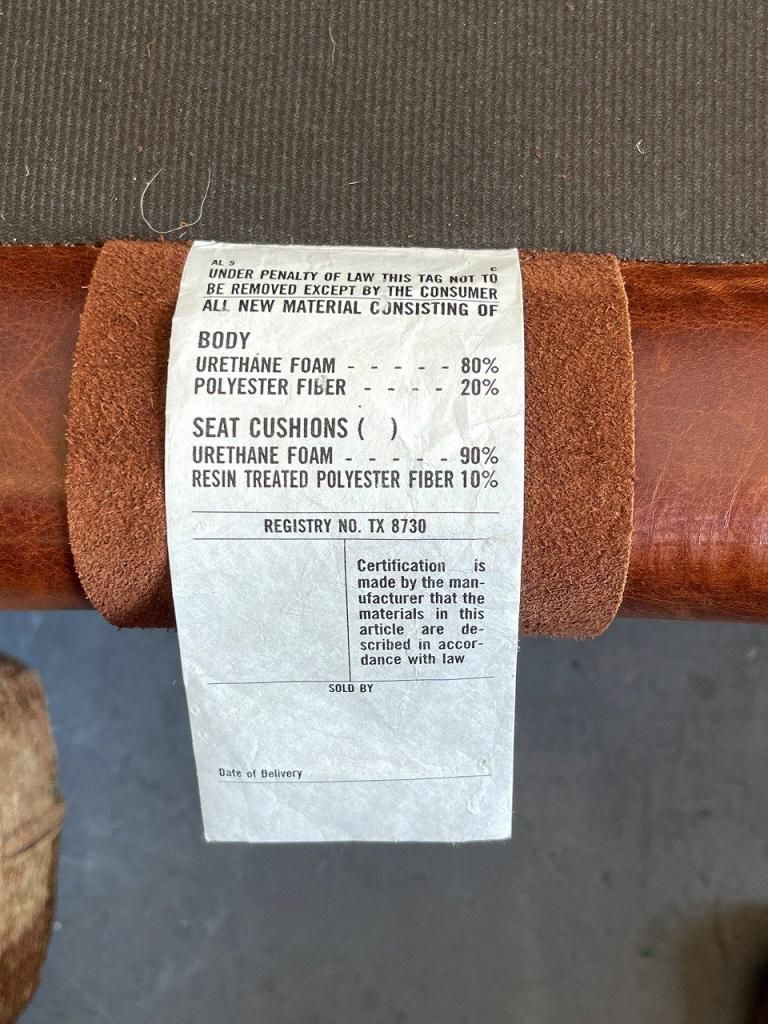 AL 5
C
UNDER PENALTY OF LAW THIS TAG NOT TO
BE REMOVED EXCEPT BY THE CONSUMER
ALL NEW MATERIAL CONSISTING OF
BODY
URETHANE FOAM - - - - - 80%
POLYESTER FIBER - - - - 20%
SEAT CUSHIONS ( )
URETHANE FOAM - - - - - 90%
RESIN TREATED POLYESTER FIBER 10%
REGISTRY NO. TX 8730
Certification is
made by the man-
ufacturer that the
materials in this
article are de-
scribed in accor-
dance with law
SOLD BY
Date of Delivery